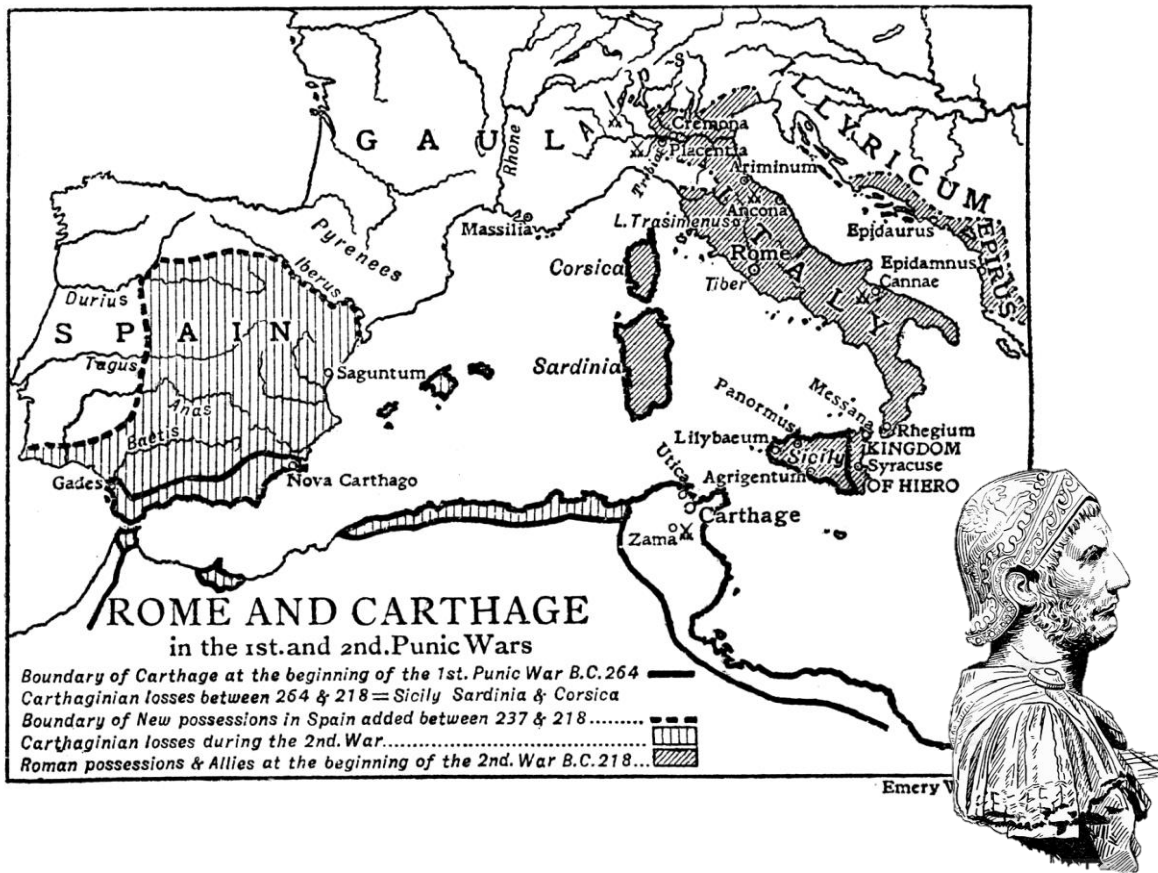 ALPS
GAUL
Rhone
Cremona
Placentia
Trebia
Ariminum
ILLYRICUM
ITALY
Ancona
L. Trasimenus
Massilia
Pyrenees
Iberus
Epidaurus
EPIRUS
Corsica
Rome
Tiber
Epidamnus
Cannae
Durius
SPAIN
Tagus
Saguntum
Sardinia
Anas
Baetis
Panormus
Messana
Lilybaeum
Sicily
Rhegium
KINGDOM
OF HIERO
Syracuse
Agrigentum
Utica
Gades
Nova Carthago
Carthage
Zama
ROME AND CARTHAGE
in the 1st. and 2nd. Punic Wars
Boundary of Carthage at the beginning of the 1st. Punic War B.C. 264
Carthaginian losses between 264 & 218 = Sicily Sardinia & Corsica
Boundary of New possessions in Spain added between 237 & 218.........
Carthaginian losses during the 2nd. War.............................................
Roman possessions & Allies at the beginning of the 2nd. War B.C. 218...
Emery